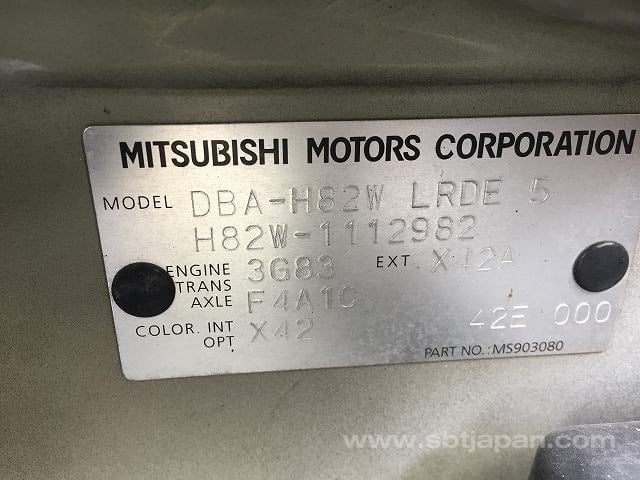 MITSUBISHI MOTORS CORPORATION
MODEL DBA-H82W LRDE 5
H82W-1112982
ENGINE 3G83 EXT X42A
TRANS AXLE F4A1C
COLOR. INT OPT X42 42E 000
PART NO.: MS903080
www.sbtjapan.com